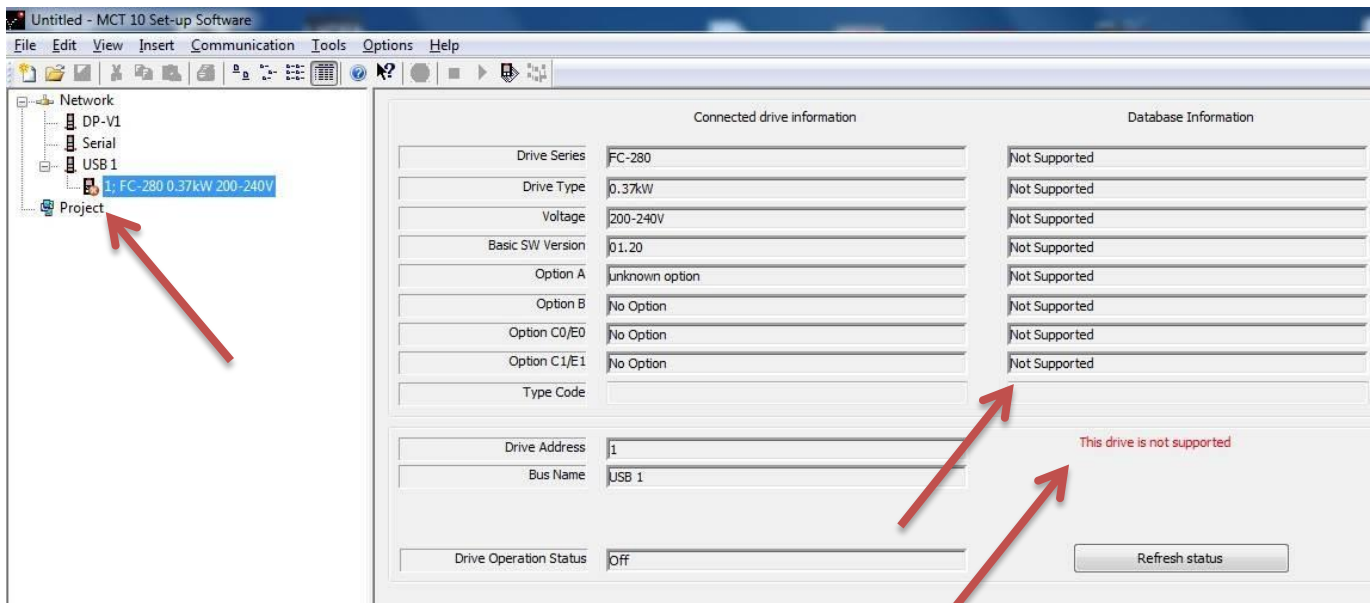 Untitled - MCT 10 Set-up Software
File Edit View Insert Communication Tools Options Help
Network
DP-V1
Serial
USB 1
1; FC-280 0.37kW 200-240V
Project
Connected drive information Database Information
Drive Series FC-280 Not Supported
Drive Type 0.37kW Not Supported
Voltage 200-240V Not Supported
Basic SW Version 01.20 Not Supported
Option A unknown option Not Supported
Option B No Option Not Supported
Option C0/E0 No Option Not Supported
Option C1/E1 No Option Not Supported
Type Code
Drive Address 1 This drive is not supported
Bus Name USB 1
Drive Operation Status Off Refresh status